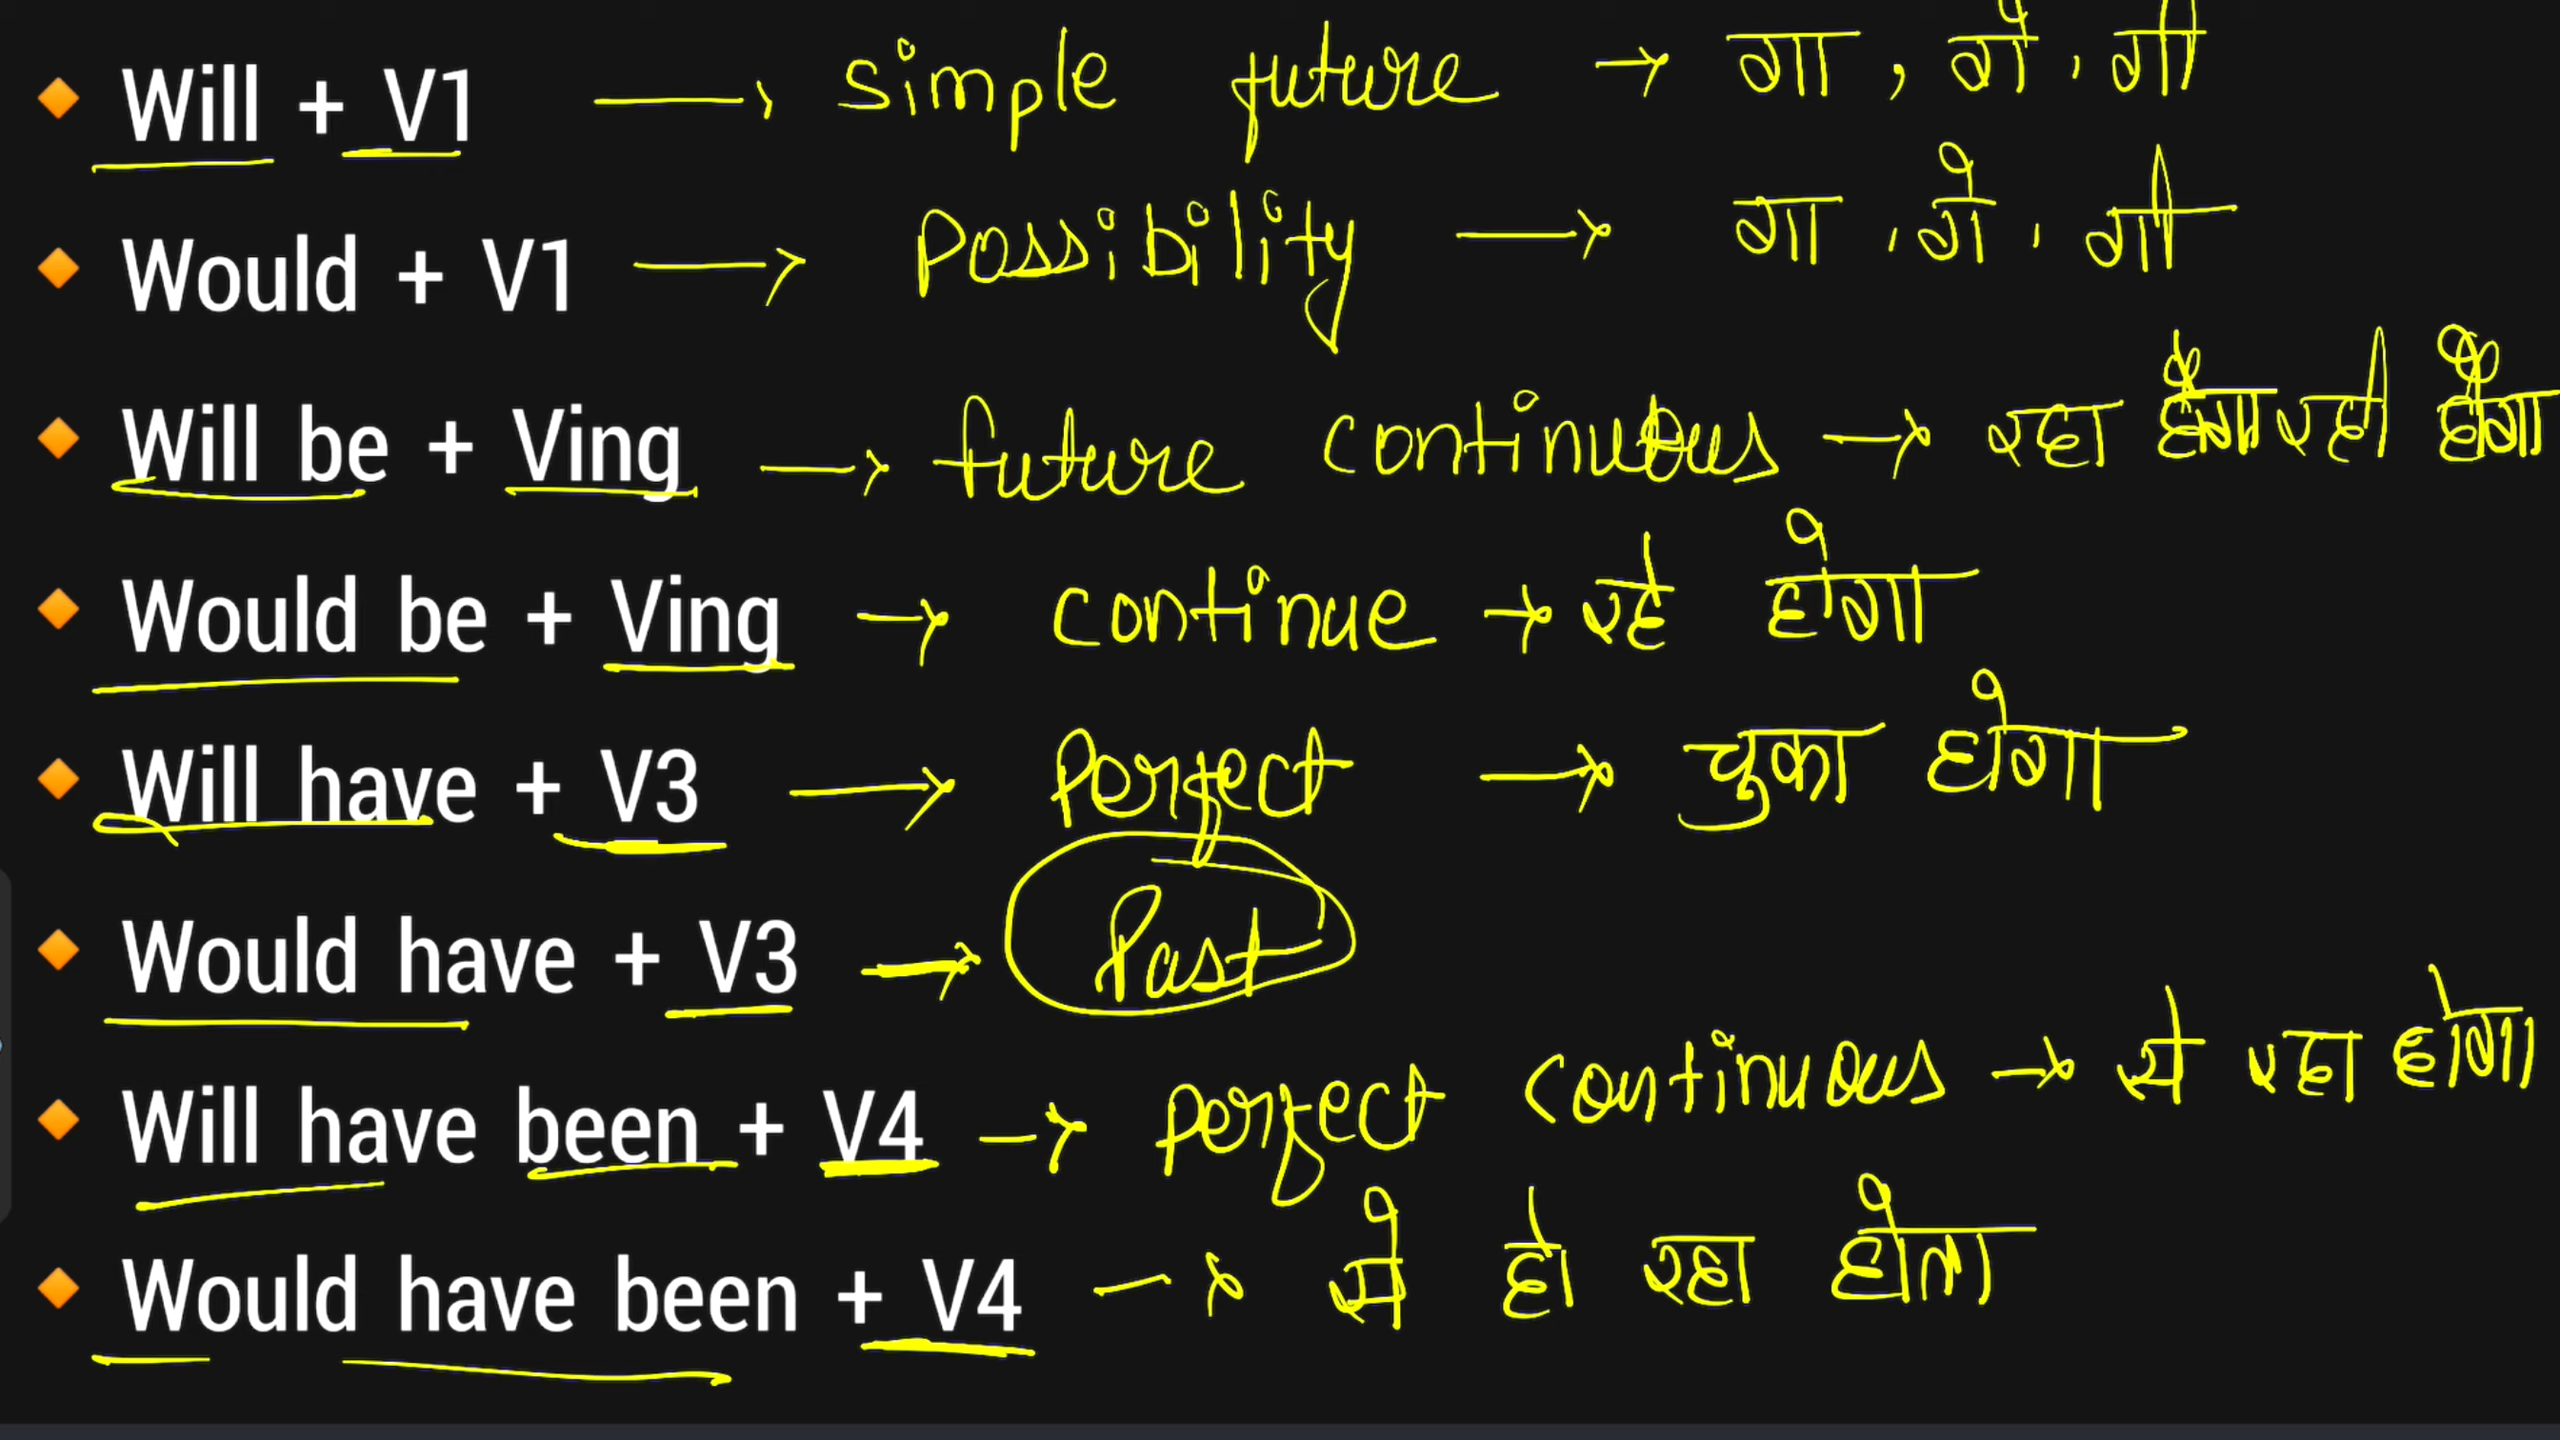 🔸 Will + V1 → simple future → गा, गे, गी
🔸 Would + V1 → Possibility → गा, गे, गी
🔸 Will be + Ving → future continuous → रहा होगा रही होगा
🔸 Would be + Ving → continue → रहे होगा
🔸 Will have + V3 → Perfect → चुका होगा
🔸 Would have + V3 → Past
🔸 Will have been + V4 → perfect continuous → से रहा होगा
🔸 Would have been + V4 → से हो रहा होता